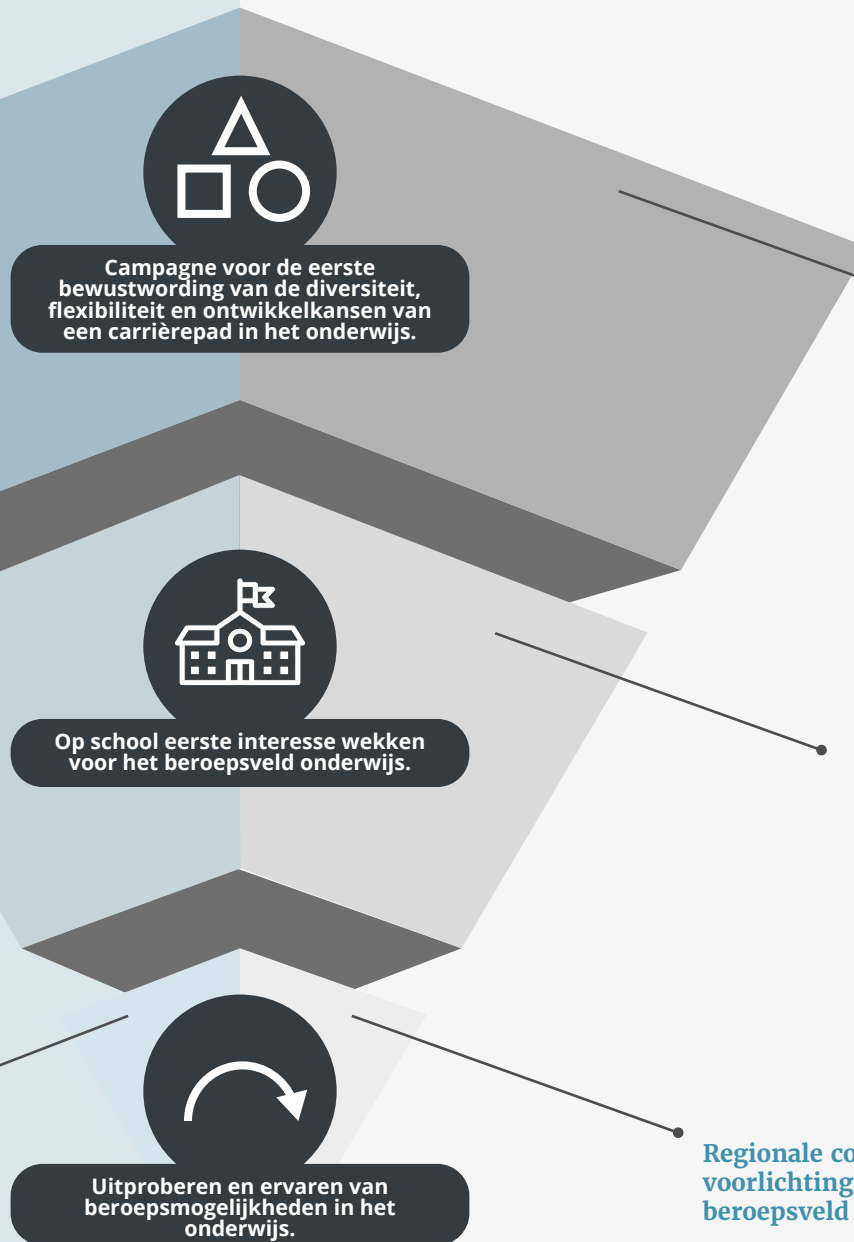 Campagne voor de eerste
bewustwording van de diversiteit,
flexibiliteit en ontwikkelkansen van
een carrièrepad in het onderwijs.
Op school eerste interesse wekken
voor het beroepsveld onderwijs.
Uitproberen en ervaren van
beroepsmogelijkheden in het
onderwijs.
Regionale co
voorlichting
beroepsveld